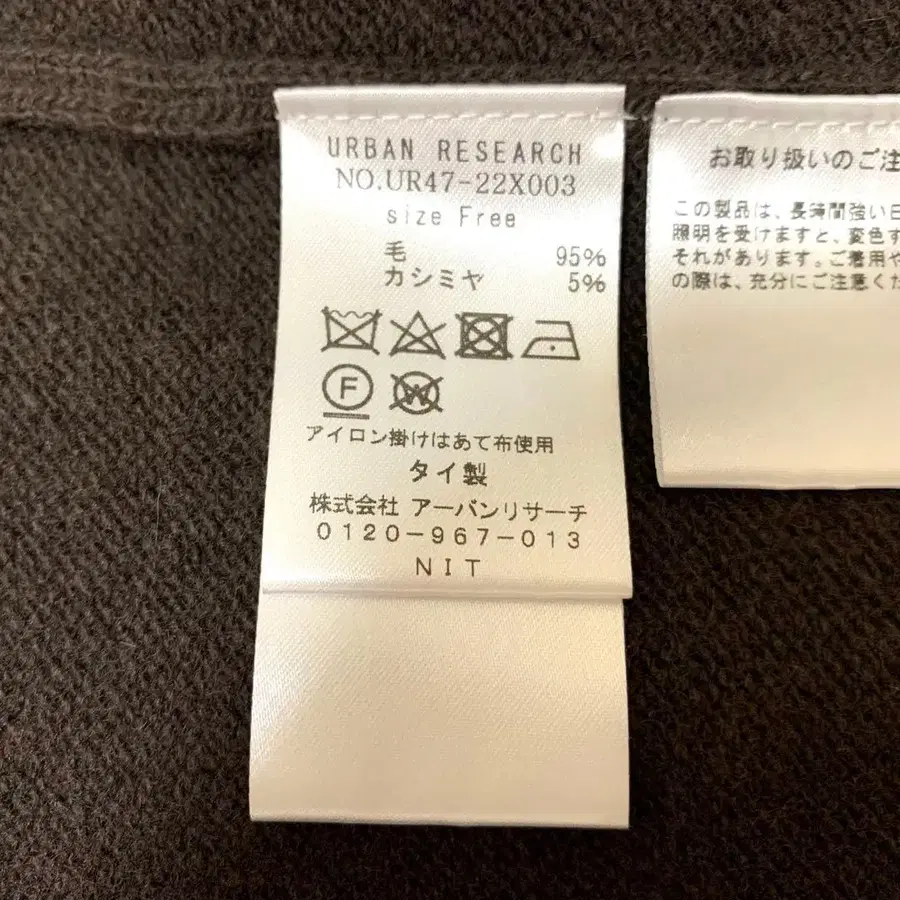 URBAN RESEARCH
NO.UR47-22X003
size Free
毛 95%
カシミヤ 5%
F
W
アイロン掛けはあて布使用
タイ製
株式会社 アーバンリサーチ
0120-967-013
NIT
お取り扱いのご注
この製品は、長時間強い日
照明を受けますと、変色す
それがあります。ご着用や
の際は、充分にご注意くだ